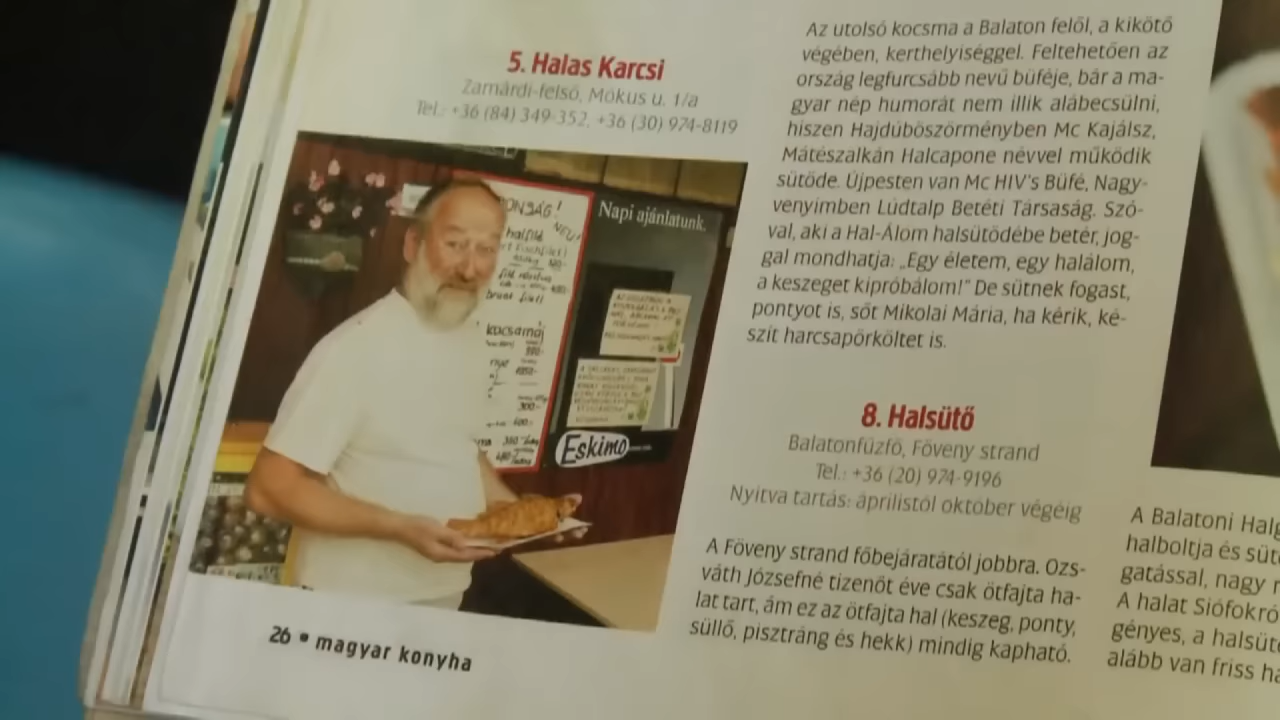 5. Halas Karcsi
Zamárdi-felső, Mókus u. 1/a
Tel.: +36 (84) 349-352, +36 (30) 974-8119
Napi ajánlatunk,
halfilé
kocsarnáj
Eskimo
26 • magyar konyha
Az utolsó kocsma a Balaton felől, a kikötő
végében, kerthelyiséggel. Feltehetően az
ország legfurcsább nevű büféje, bár a ma-
gyar nép humorát nem illik alábecsülni,
hiszen Hajdúböszörményben Mc Kajálsz,
Mátészalkán Halcapone névvel működik
sütöde. Újpesten van Mc HIV's Büfé, Nagy-
venyimben Lúdtalp Betéti Társaság. Szó-
val, aki a Hal-Álom halsütödébe betér, jog-
gal mondhatja: „Egy életem, egy halálom,
a keszeget kipróbálom!" De sütnek fogast,
pontyot is, sőt Mikolai Mária, ha kérik, ké-
szít harcsapörköltet is.
8. Halsütő
Balatonfűzfő, Föveny strand
Tel.: +36 (20) 974-9196
Nyitva tartás: áprilistól október végéig
A Föveny strand főbejáratától jobbra. Ozs-
váth Józsefné tizenöt éve csak ötfajta ha-
lat tart, ám ez az ötfajta hal (keszeg, ponty,
süllő, pisztráng és hekk) mindig kapható.
A Balatoni Halg
halboltja és süt
gatással, nagy
A halat Siófokró
gényes, a halsüt
alább van friss ha